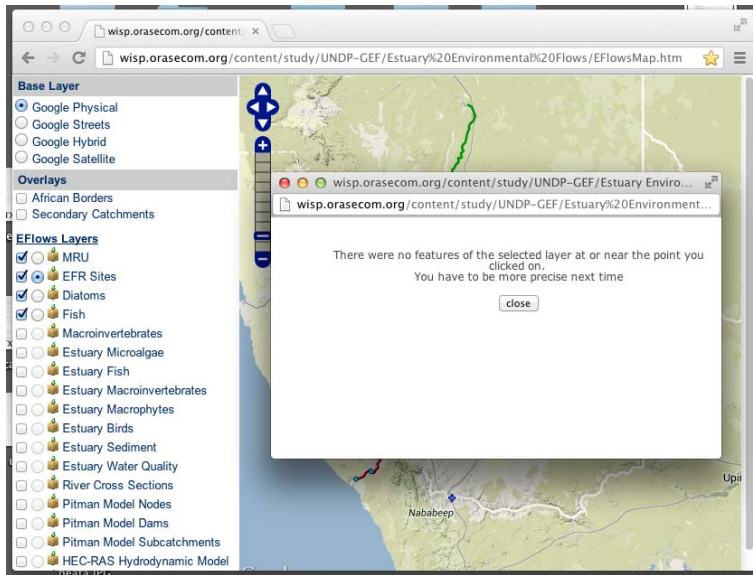 wisp.orasecom.org/content/
wisp.orasecom.org/content/study/UNDP-GEF/Estuary%20Environmental%20Flows/EFlowsMap.htm
Base Layer
Google Physical
Google Streets
Google Hybrid
Google Satellite
Overlays
African Borders
Secondary Catchments
EFlows Layers
MRU
EFR Sites
Diatoms
Fish
Macroinvertebrates
Estuary Microalgae
Estuary Fish
Estuary Macroinvertebrates
Estuary Macrophytes
Estuary Birds
Estuary Sediment
Estuary Water Quality
River Cross Sections
Pitman Model Nodes
Pitman Model Dams
Pitman Model Subcatchments
HEC-RAS Hydrodynamic Model
wisp.orasecom.org/content/study/UNDP-GEF/Estuary Enviro...
wisp.orasecom.org/content/study/UNDP-GEF/Estuary%20Environment...
There were no features of the selected layer at or near the point you
clicked on.
You have to be more precise next time
close
Nababeep